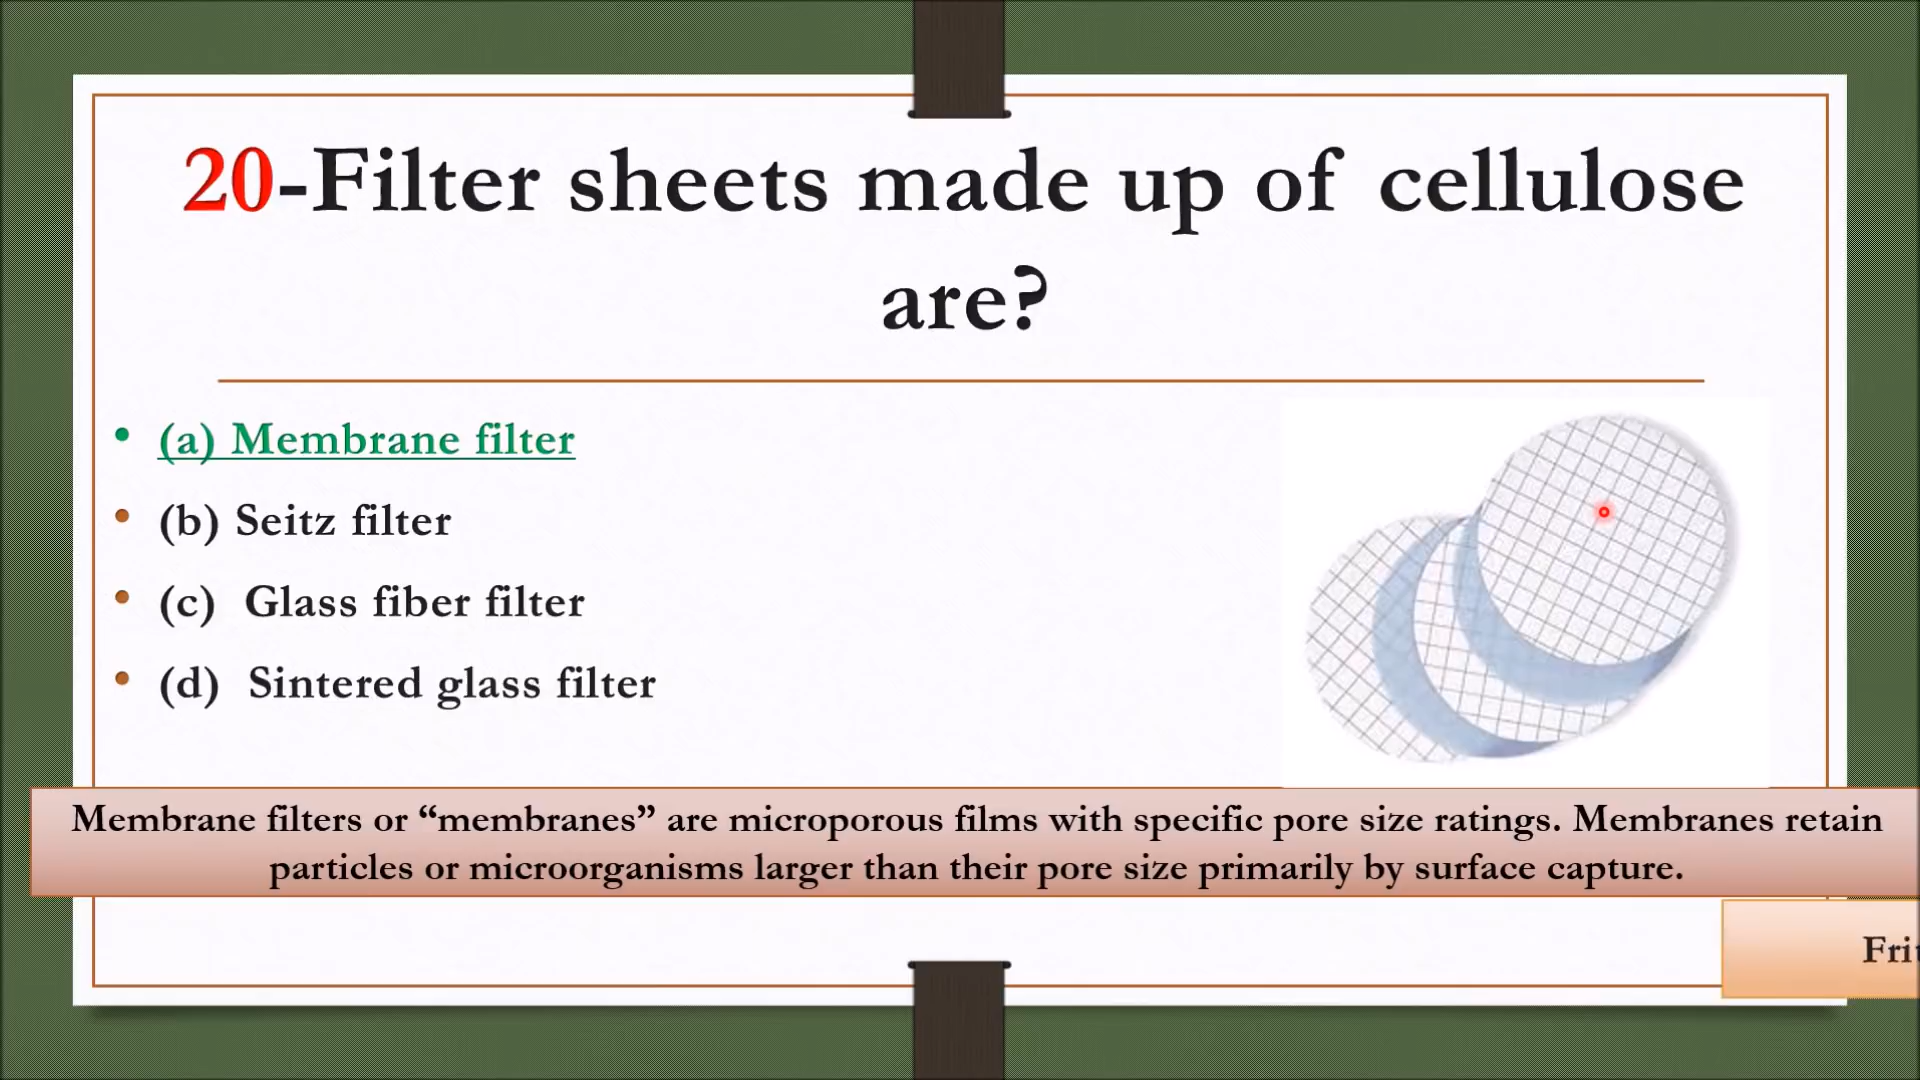 20-Filter sheets made up of cellulose
are?
• (a) Membrane filter
• (b) Seitz filter
• (c) Glass fiber filter
• (d) Sintered glass filter
Membrane filters or “membranes” are microporous films with specific pore size ratings. Membranes retain
particles or microorganisms larger than their pore size primarily by surface capture.